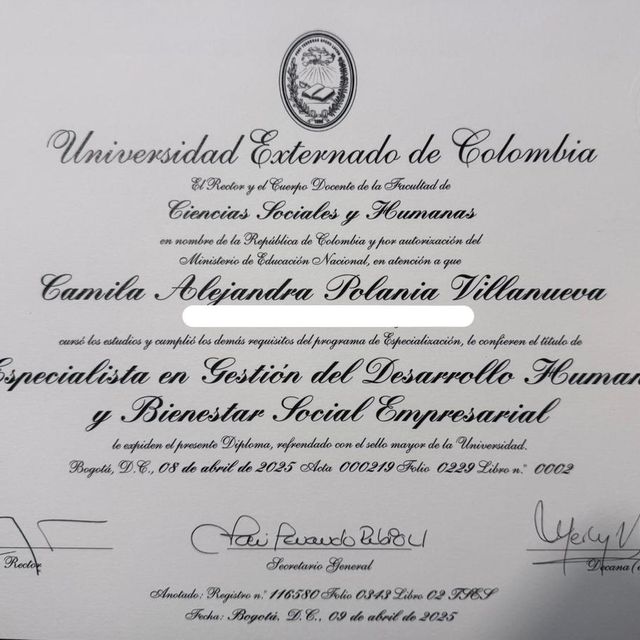 Universidad Externado de Colombia
El Rector y el Cuerpo Docente de la Facultad de
Ciencias Sociales y Humanas
en nombre de la República de Colombia y por autorización del
Ministerio de Educación Nacional, en atención a que
Camila Alejandra Polania Villanueva
cursó los estudios y cumplió los demás requisitos del programa de Especialización, le confieren el título de
Especialista en Gestión del Desarrollo Human
y Bienestar Social Empresarial
le expiden el presente Diploma, refrendado con el sello mayor de la Universidad.
Bogotá, D.C., 08 de abril de 2025 Acta 000219 Folio 0229 Libro n.° 0002
Rector
Secretario General
Decana (
Anotado: Registro n.° 116580 Folio 0343 Libro 02 FSES
Fecha: Bogotá, D.C., 09 de abril de 2025